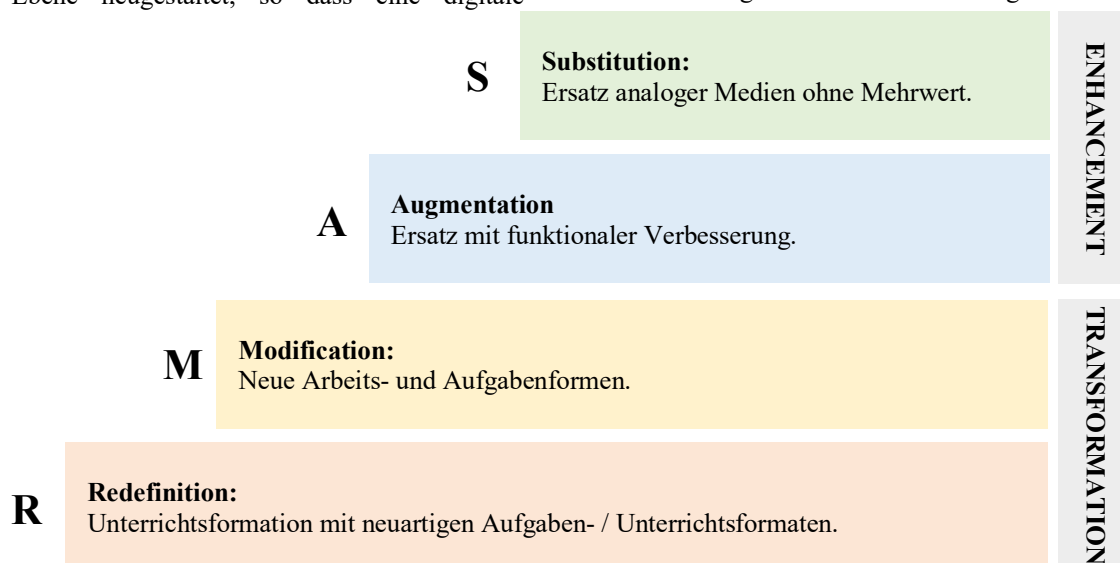 Ebene neugestaltet, so dass eine digitale
S
Substitution:
Ersatz analoger Medien ohne Mehrwert.
A
Augmentation
Ersatz mit funktionaler Verbesserung.
ENHANCEMENT
M
Modification:
Neue Arbeits- und Aufgabenformen.
R
Redefinition:
Unterrichtsformation mit neuartigen Aufgaben- / Unterrichtsformaten.
TRANSFORMATION